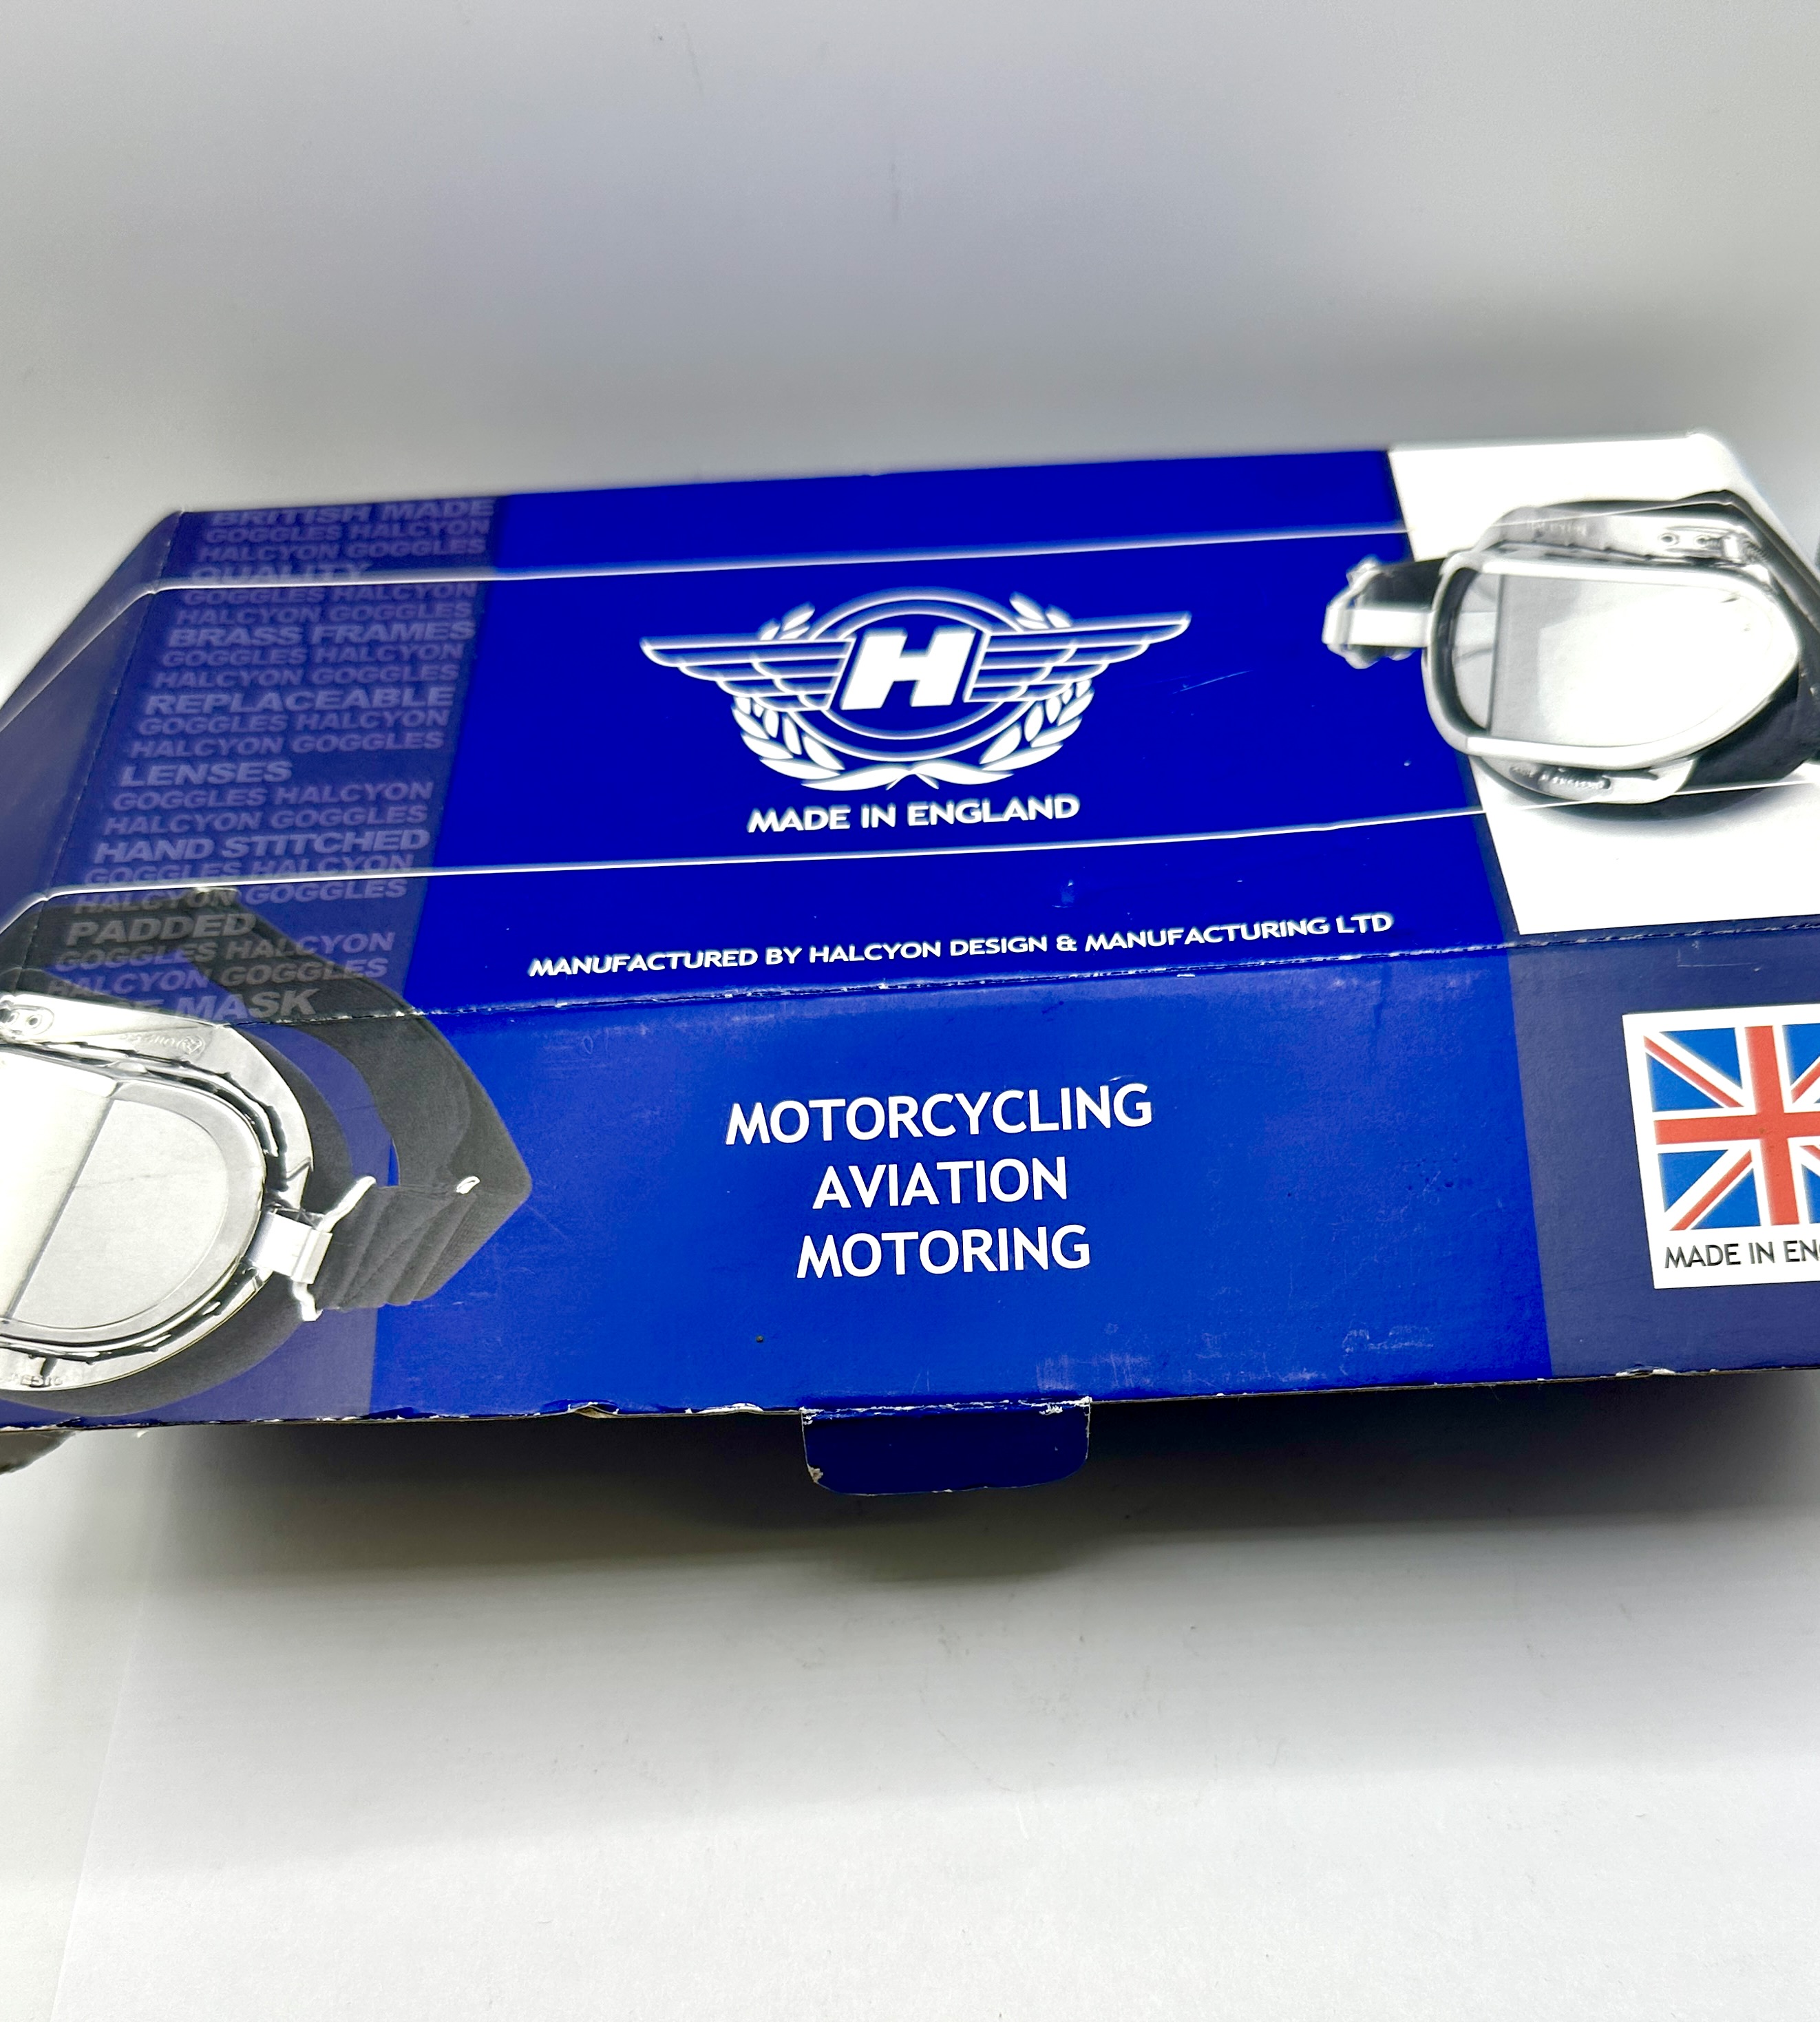 BRITISH MADE
GOGGLES HALCYON
HALCYON GOGGLES
QUALITY
GOGGLES HALCYON
HALCYON GOGGLES
BRASS FRAMES
GOGGLES HALCYON
HALCYON GOGGLES
REPLACEABLE
GOGGLES HALCYON
HALCYON GOGGLES
LENSES
GOGGLES HALCYON
HALCYON GOGGLES
HAND STITCHED
GOGGLES HALCYON
HALCYON GOGGLES
PADDED
GOGGLES HALCYON
HALCYON GOGGLES
MASK
H
MADE IN ENGLAND
MANUFACTURED BY HALCYON DESIGN & MANUFACTURING LTD
MOTORCYCLING
AVIATION
MOTORING
MADE IN